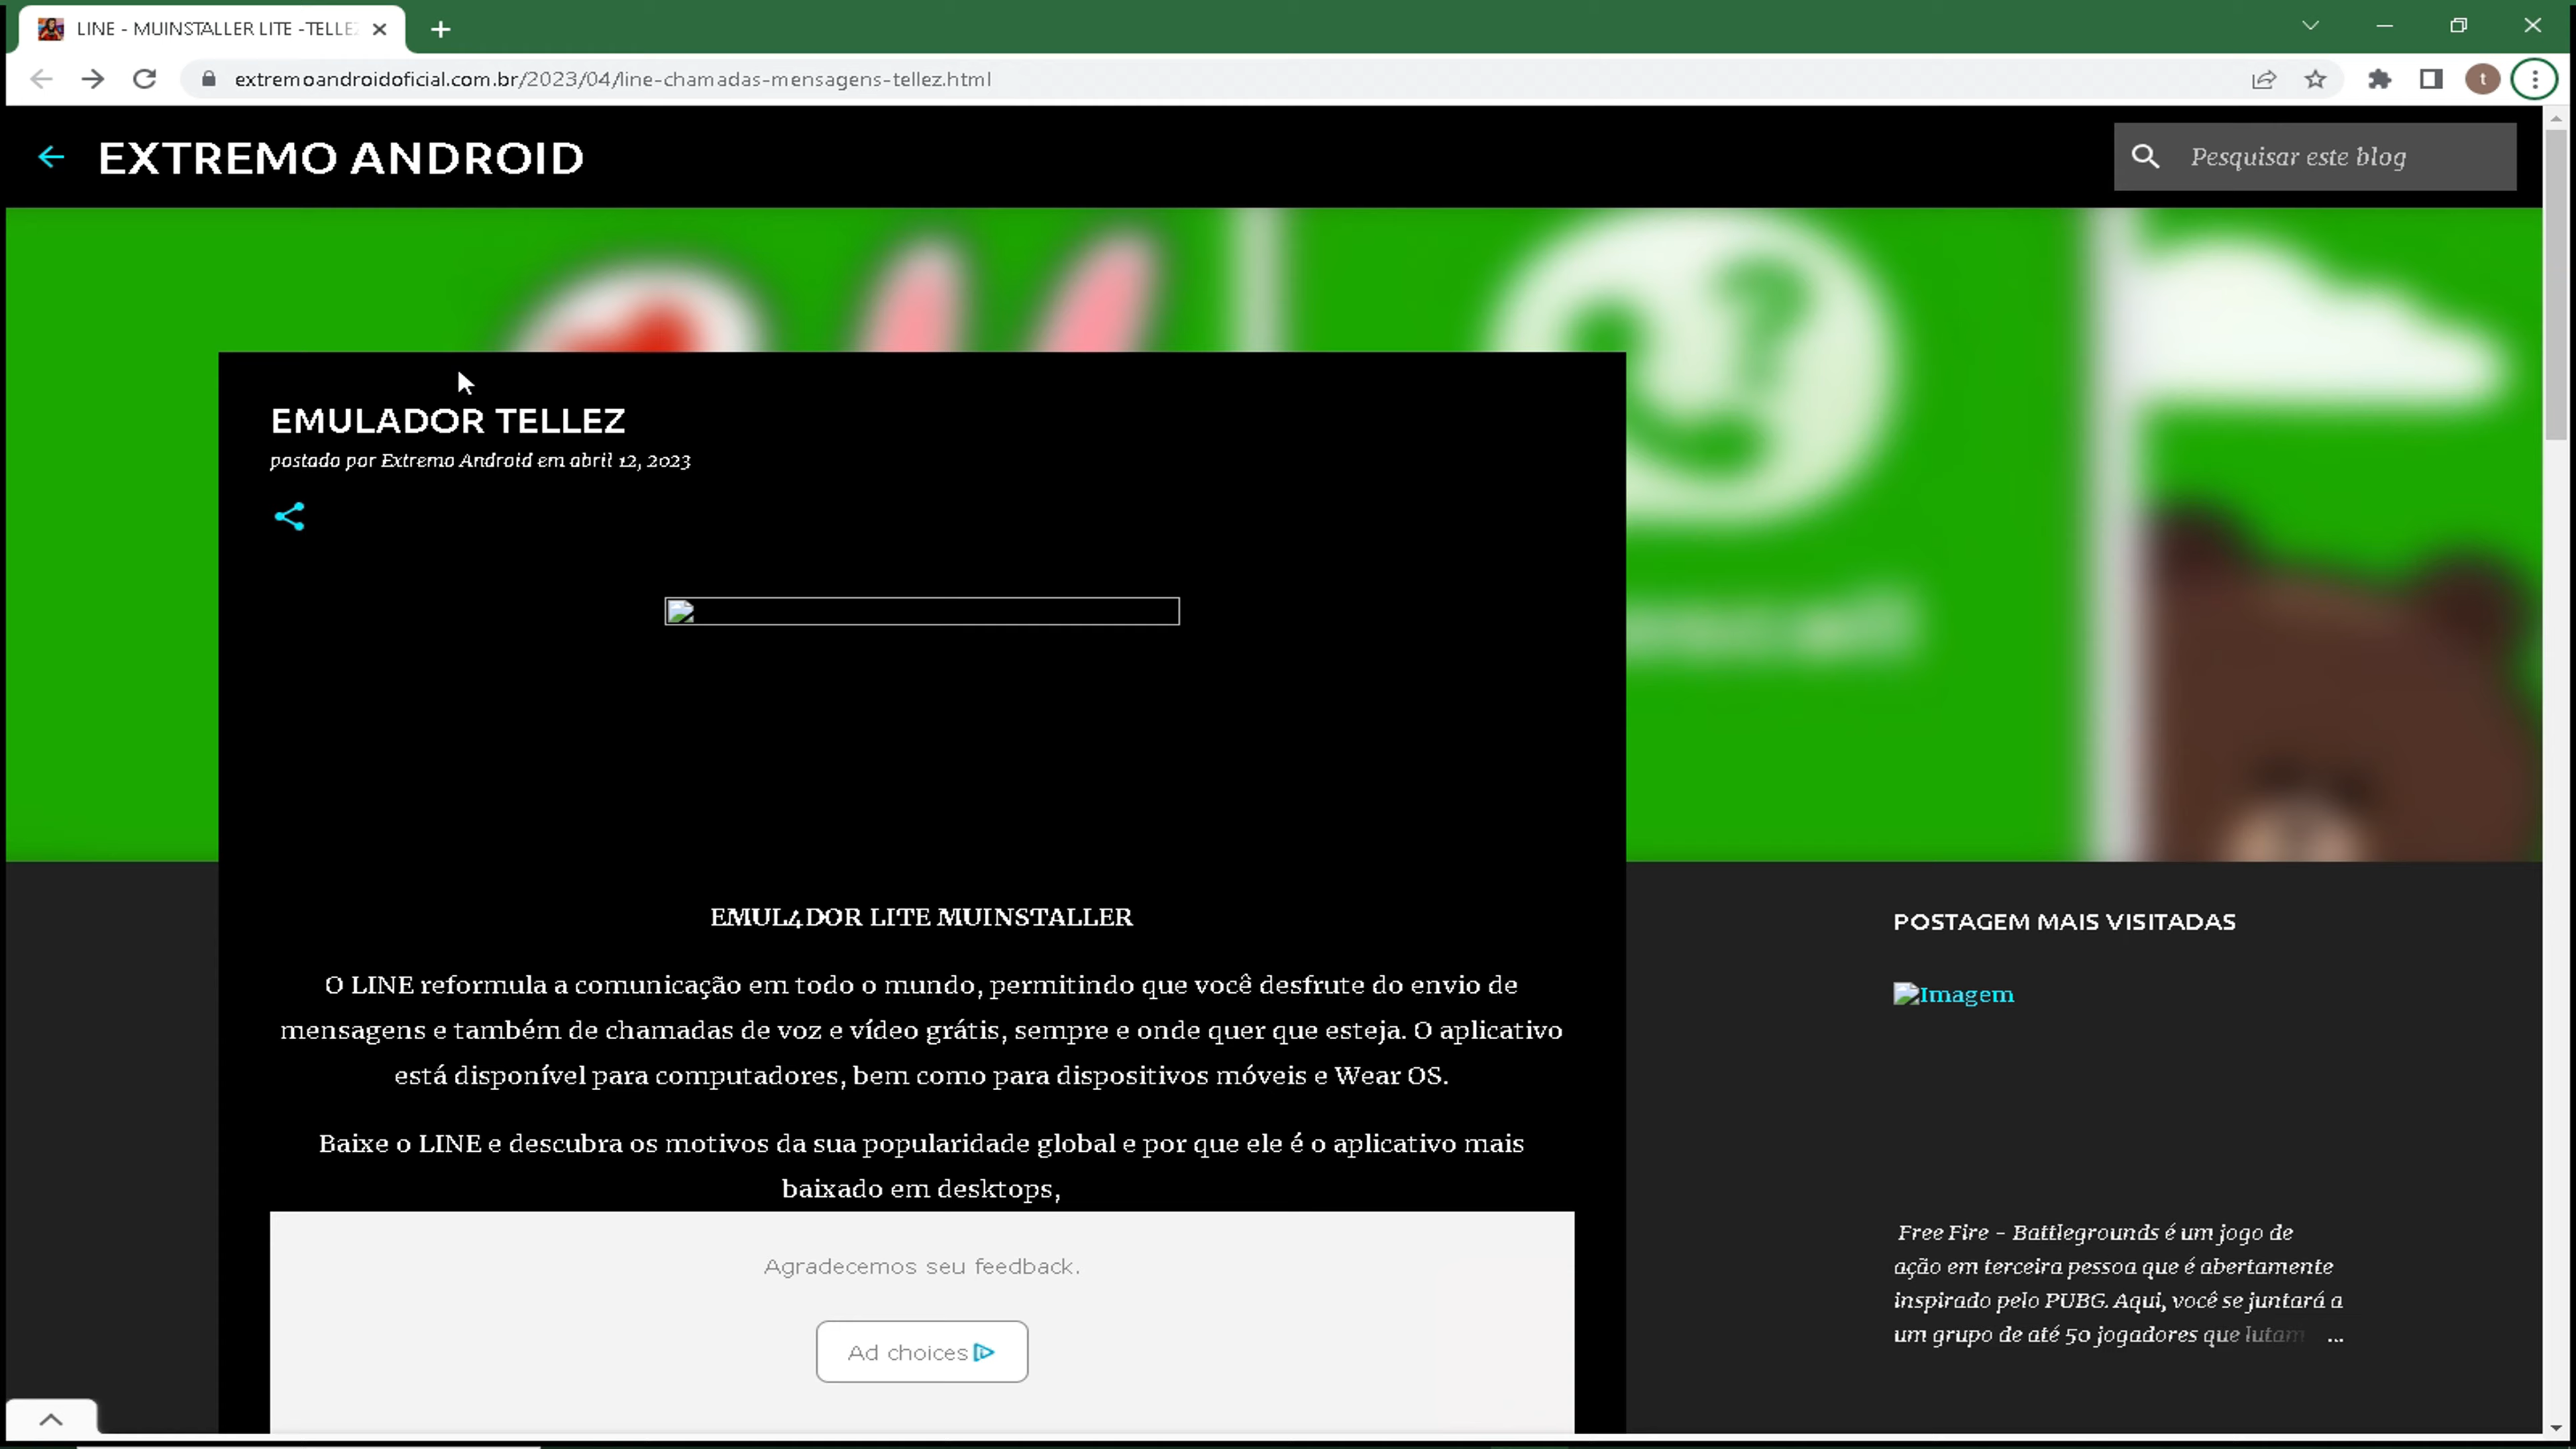 LINE - MUINSTALLER LITE -TELLEZ
extremoandroidoficial.com.br/2023/04/line-chamadas-mensagens-tellez.html
t
EXTREMO ANDROID
Pesquisar este blog
EMULADOR TELLEZ
postado por Extremo Android em abril 12, 2023
EMUL4DOR LITE MUINSTALLER
O LINE reformula a comunicação em todo o mundo, permitindo que você desfrute do envio de
mensagens e também de chamadas de voz e vídeo grátis, sempre e onde quer que esteja. O aplicativo
está disponível para computadores, bem como para dispositivos móveis e Wear OS.
Baixe o LINE e descubra os motivos da sua popularidade global e por que ele é o aplicativo mais
baixado em desktops,
Agradecemos seu feedback.
Ad choices
POSTAGEM MAIS VISITADAS
Imagem
Free Fire - Battlegrounds é um jogo de
ação em terceira pessoa que é abertamente
inspirado pelo PUBG. Aqui, você se juntará a
um grupo de até 50 jogadores que lutam ...